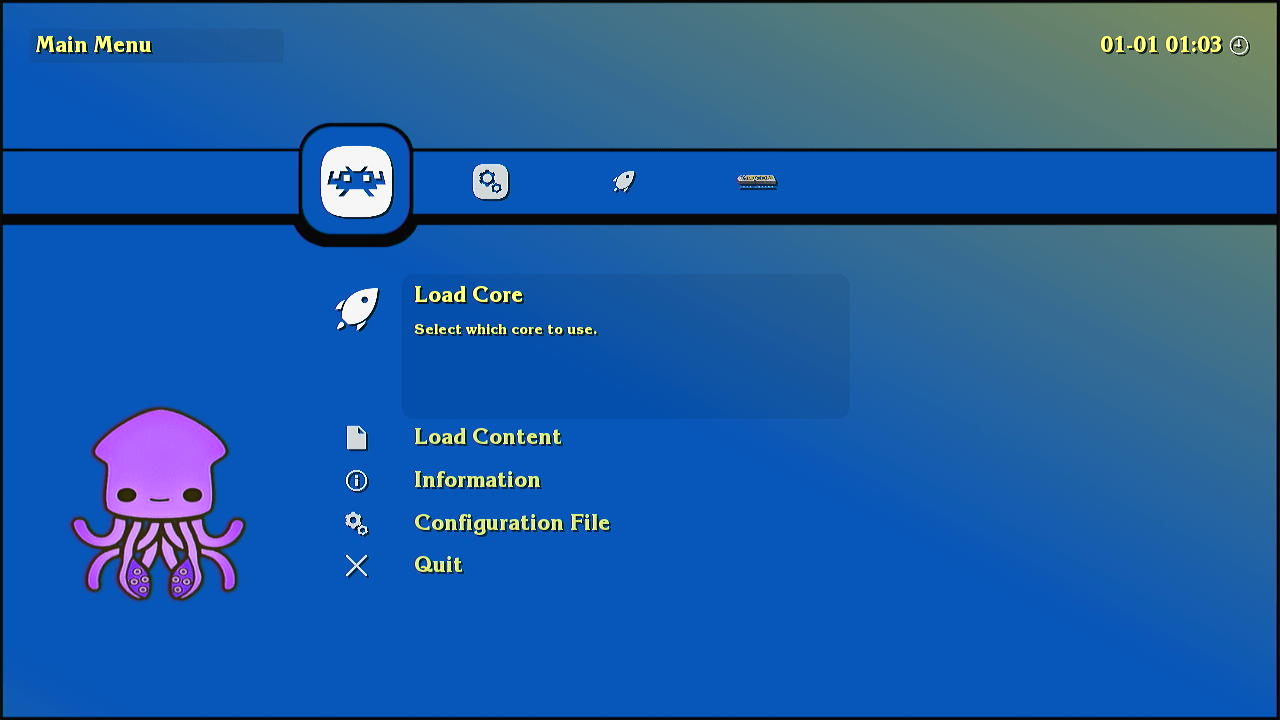 Main Menu
01-01 01:03
Load Core
Select which core to use.
Load Content
Information
Configuration File
Quit